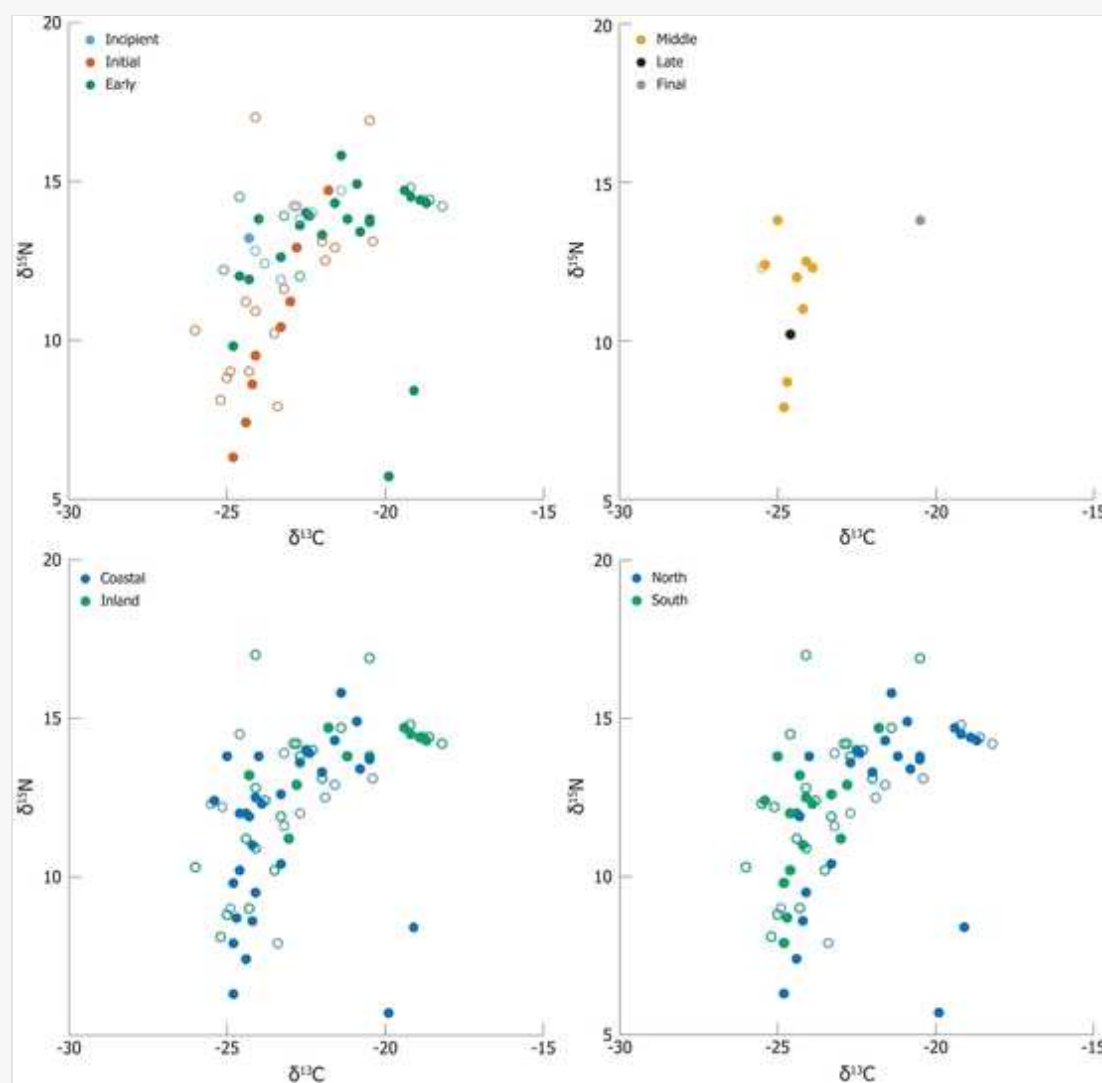 20
Incipient
Initial
Early
15
δ¹⁵N
10
5
-30
-25
-20
-15
δ¹³C
20
Middle
Late
Final
15
δ¹⁵N
10
5
-30
-25
-20
-15
δ¹³C
20
Coastal
Inland
15
δ¹⁵N
10
-30
-25
-20
-15
δ¹³C
20
North
South
15
δ¹⁵N
10
5
-30
-25
-20
-15
δ¹³C